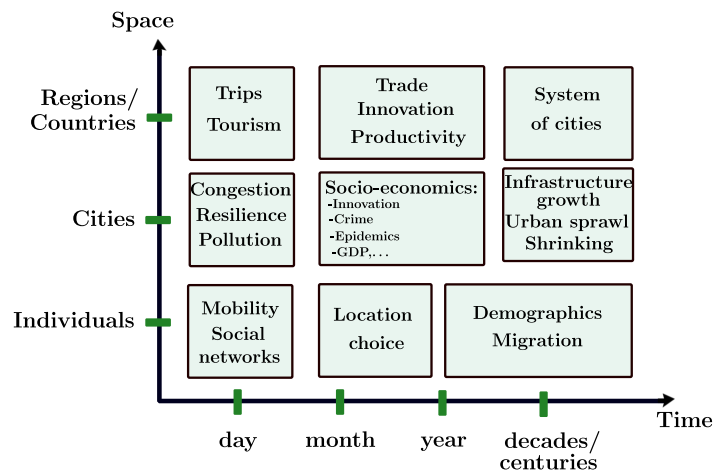 Space
Regions/
Countries
Trips
Tourism
Trade
Innovation
Productivity
System
of cities
Cities
Congestion
Resilience
Pollution
Socio-economics:
-Innovation
-Crime
-Epidemics
-GDP,...
Infrastructure
growth
Urban sprawl
Shrinking
Individuals
Mobility
Social
networks
Location
choice
Demographics
Migration
Time
day
month
year
decades/
centuries